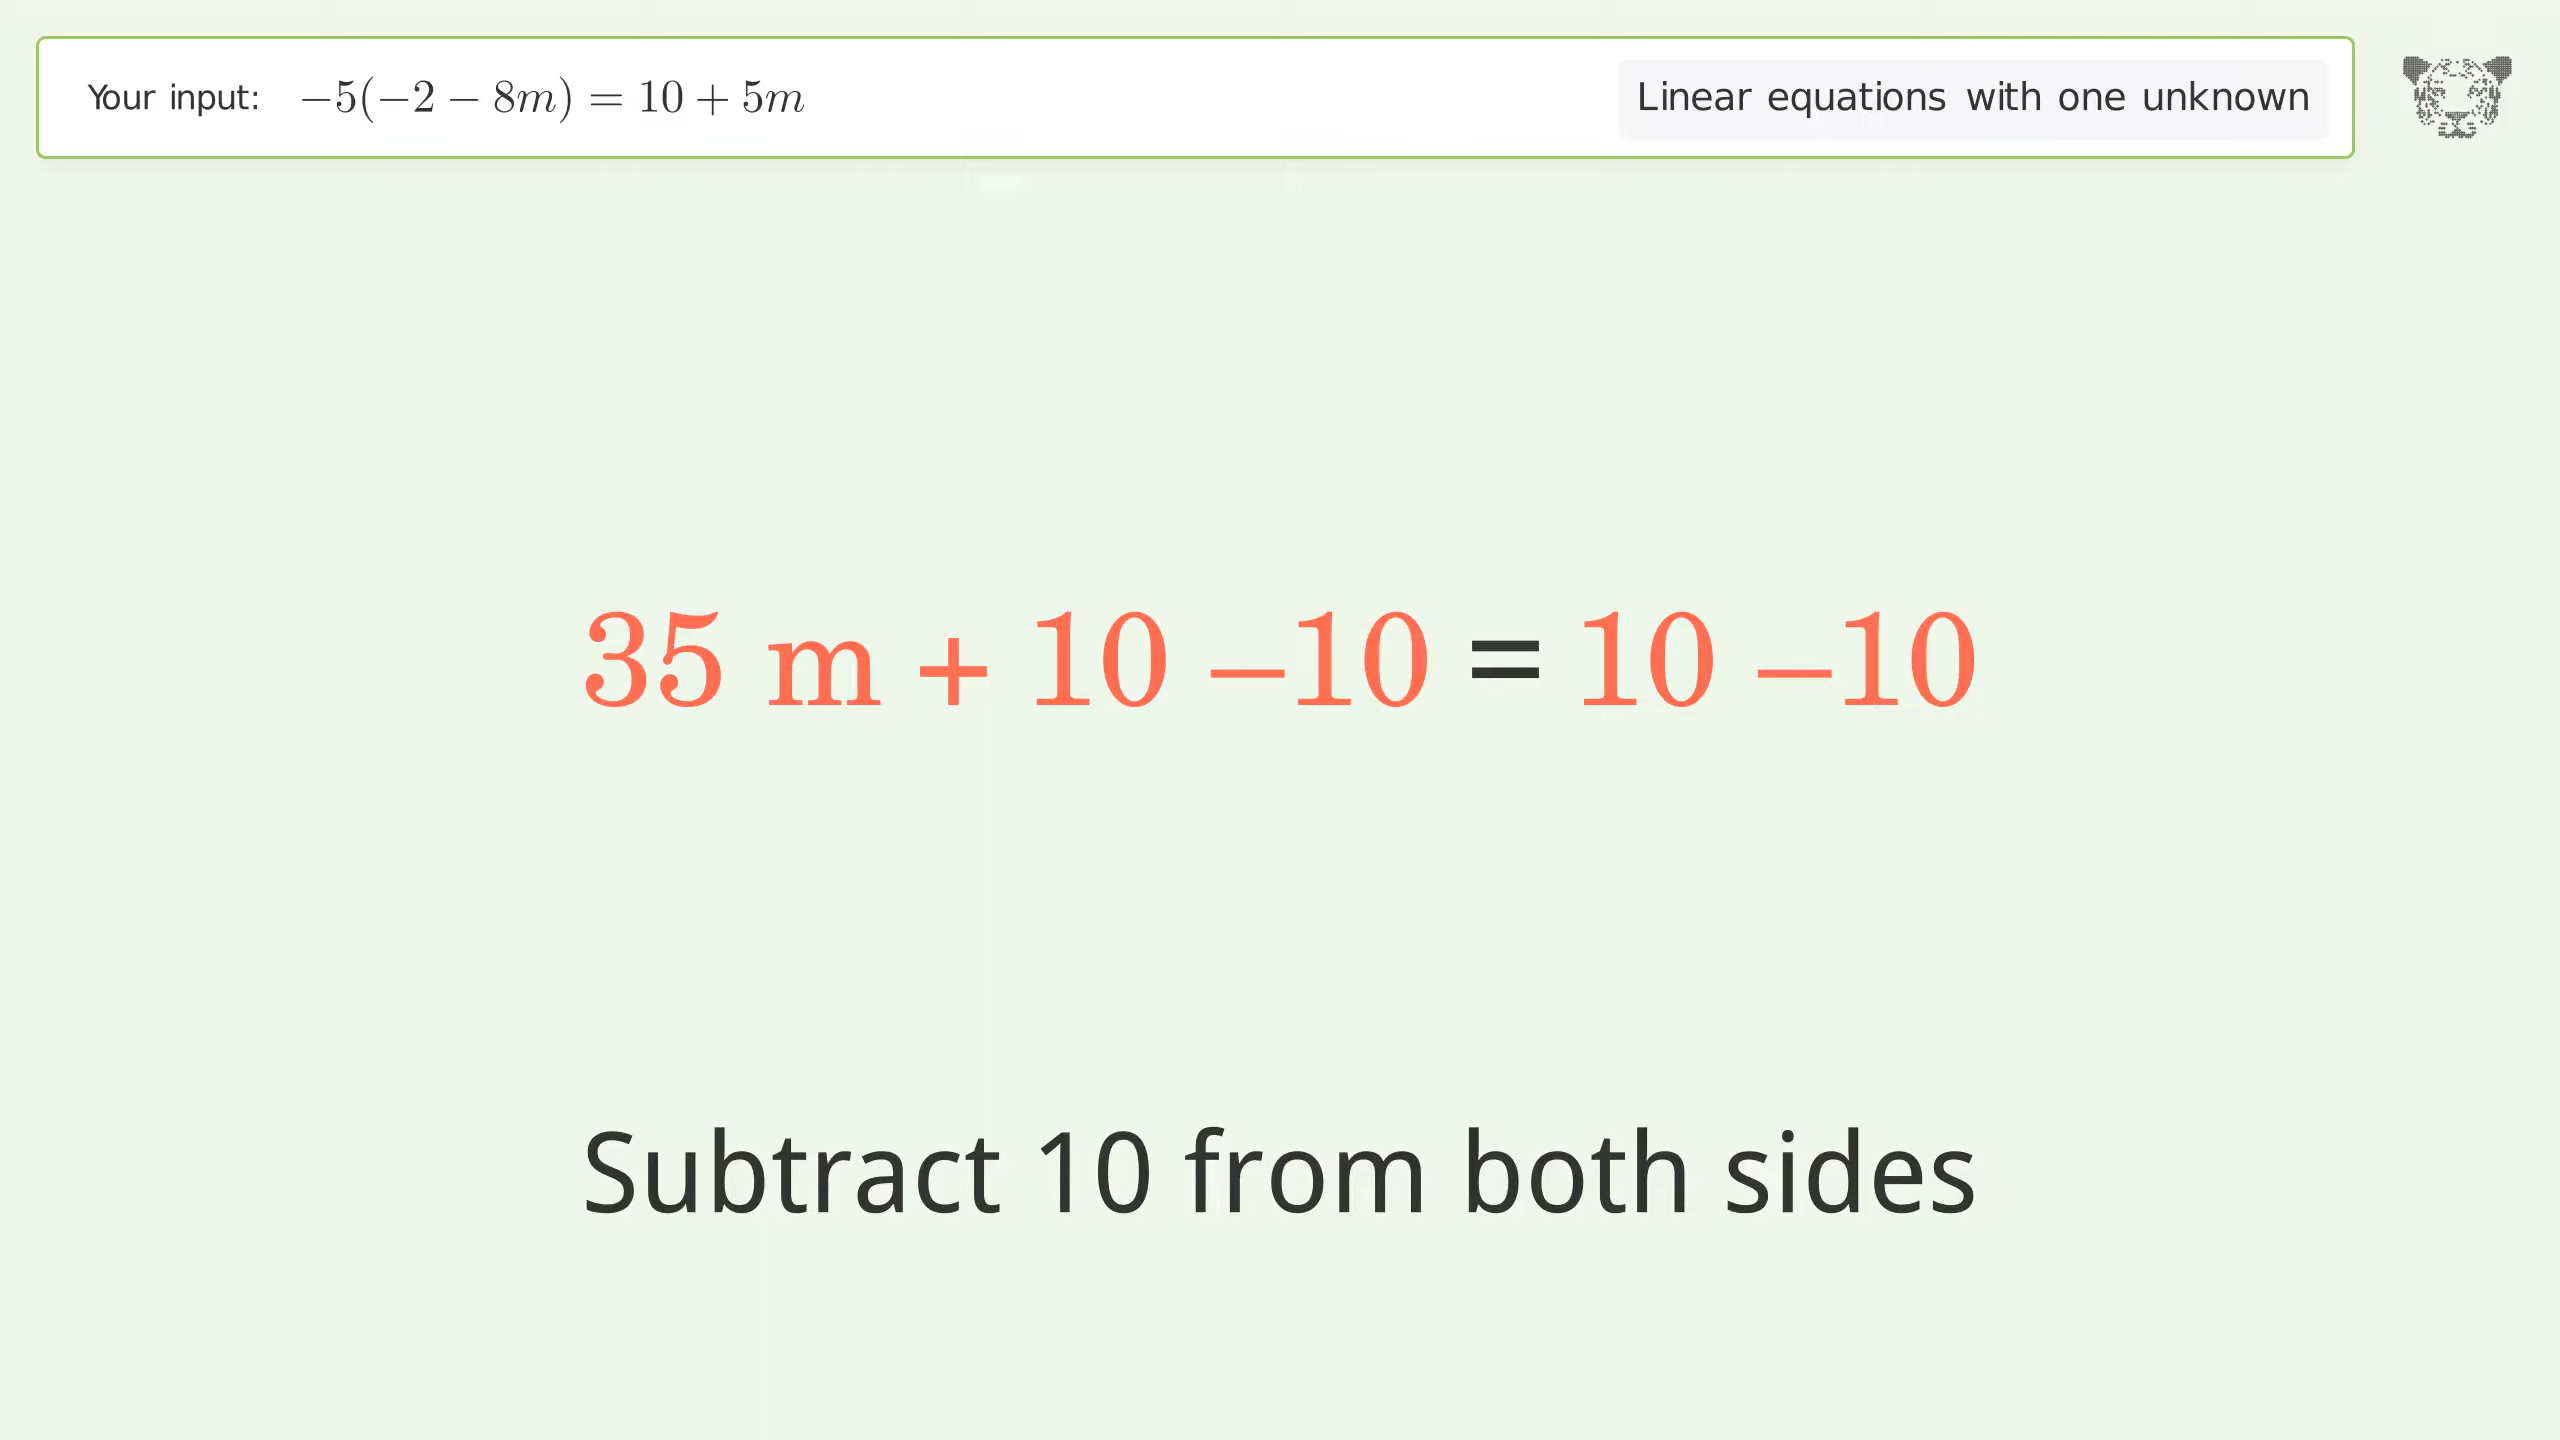 Your input: −5(−2 − 8m) = 10 + 5m Linear equations with one unknown
35 m + 10 –10 = 10 –10
Subtract 10 from both sides